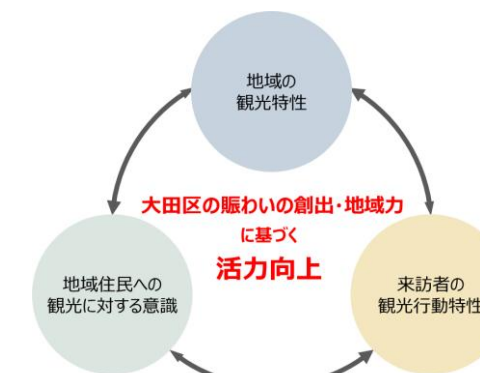 地域の
観光特性
大田区の賑わいの創出・地域力
に基づく
活力向上
地域住民への
観光に対する意識
来訪者の
観光行動特性